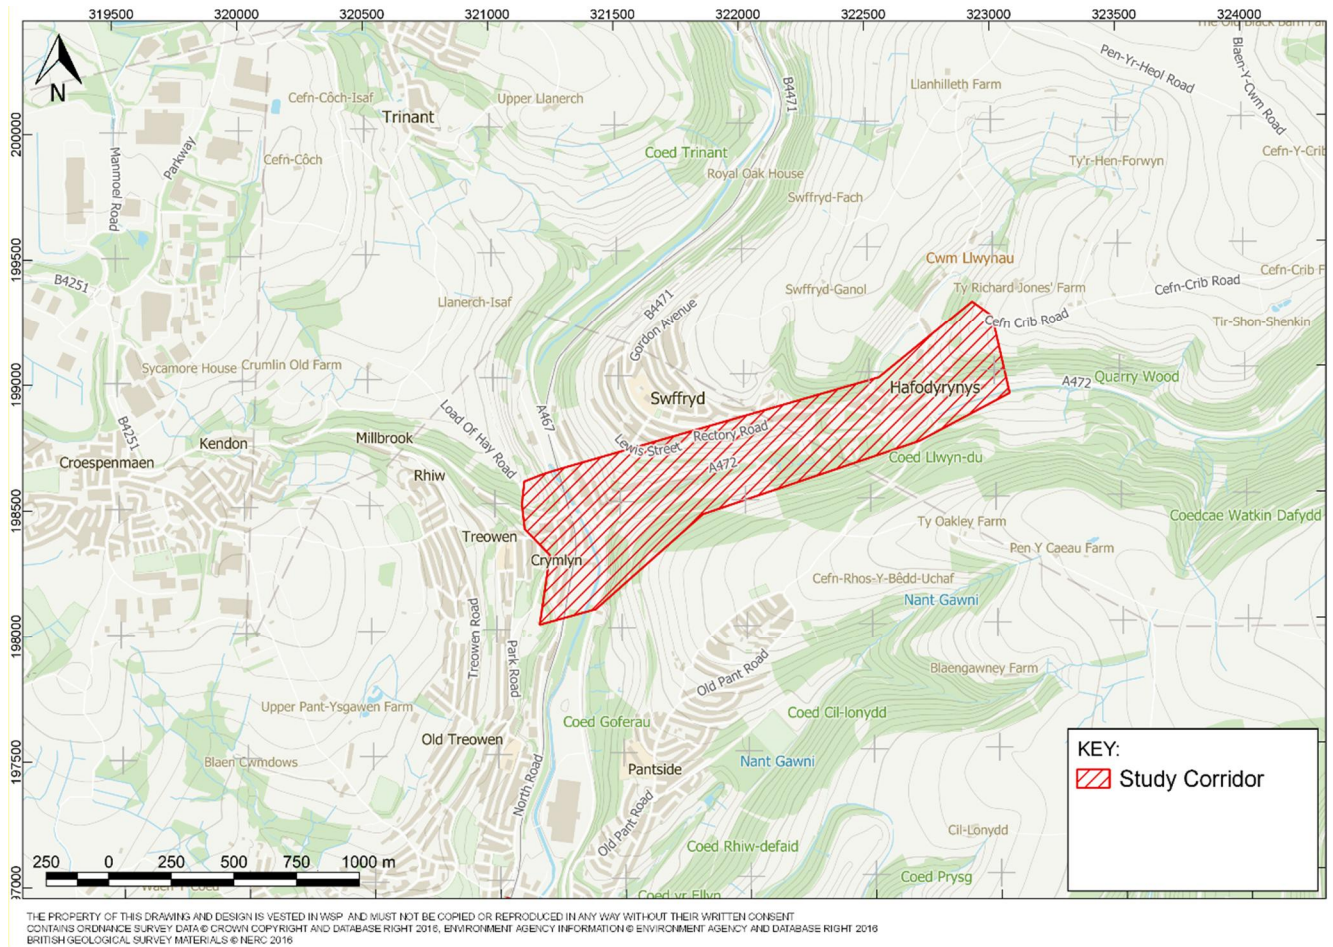 319500 320000 320500 321000 321500 322000 322500 323000 323500 324000
N
B4471
Pen-Yr-Heol Road
Blaen-Y-Cwm Road
Cefn-Côch-Isaf
Upper Llanerch
Llanhilleth Farm
Trinant
200000
Manmoel Road
Parkway
Cefn-Côch
Coed Trinant
Ty'r-Hen-Forwyn
Cefn-Y-Crib
Royal Oak House
Swffryd-Fach
199500
B4251
Cwm Llwynau
Cefn-Crib F
Llanerch-Isaf
B4471
Gordon Avenue
Swffryd-Ganol
Ty Richard Jones' Farm
Cefn-Crib Road
Cefn Crib Road
Tir-Shon-Shenkin
Sycamore House
Crumlin Old Farm
199000
A467
Swffryd
Hafodyrynys
A472
Quarry Wood
B4251
Load Of Hay Road
Kendon
Millbrook
Lewis Street
Rectory Road
Croespenmaen
Rhiw
A472
Coed Llwyn-du
198500
Treowen
Ty Oakley Farm
Coedcae Watkin Dafydd
Crymlyn
Pen Y Caeau Farm
Cefn-Rhos-Y-Bêdd-Uchaf
Nant Gawni
198000
Treowen Road
Park Road
Old Pant Road
Blaengawney Farm
Upper Pant-Ysgawen Farm
Coed Goferau
Coed Cil-lonydd
Old Treowen
197500
Blaen Cwmdows
Pantside
Nant Gawni
North Road
Old Pant Road
Cil-Lonydd
Coed Rhiw-defaid
Coed Prysg
Coed yr Ellyn
KEY:
Study Corridor
250 0 250 500 750 1000 m
THE PROPERTY OF THIS DRAWING AND DESIGN IS VESTED IN WSP AND MUST NOT BE COPIED OR REPRODUCED IN ANY WAY WITHOUT THEIR WRITTEN CONSENT
CONTAINS ORDNANCE SURVEY DATA © CROWN COPYRIGHT AND DATABASE RIGHT 2016, ENVIRONMENT AGENCY INFORMATION © ENVIRONMENT AGENCY AND DATABASE RIGHT 2016
BRITISH GEOLOGICAL SURVEY MATERIALS © NERC 2016